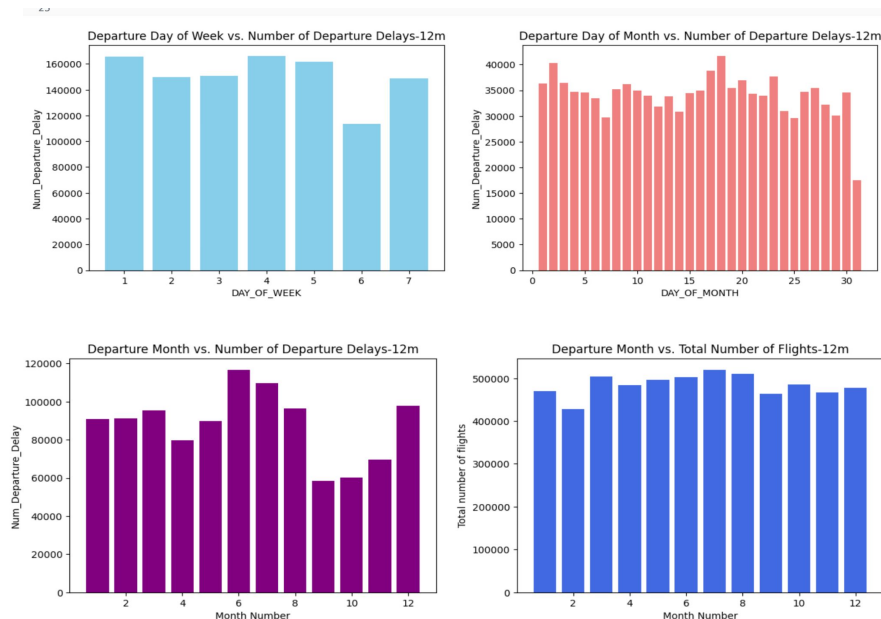 Departure Day of Week vs. Number of Departure Delays-12m
160000
140000
120000
100000
80000
60000
40000
20000
0
Num_Departure_Delay
1 2 3 4 5 6 7
DAY_OF_WEEK
Departure Day of Month vs. Number of Departure Delays-12m
40000
35000
30000
25000
20000
15000
10000
5000
0
Num_Departure_Delay
0 5 10 15 20 25 30
DAY_OF_MONTH
Departure Month vs. Number of Departure Delays-12m
120000
100000
80000
60000
40000
20000
0
Num_Departure_Delay
2 4 6 8 10 12
Month Number
Departure Month vs. Total Number of Flights-12m
500000
400000
300000
200000
100000
0
Total number of flights
2 4 6 8 10 12
Month Number